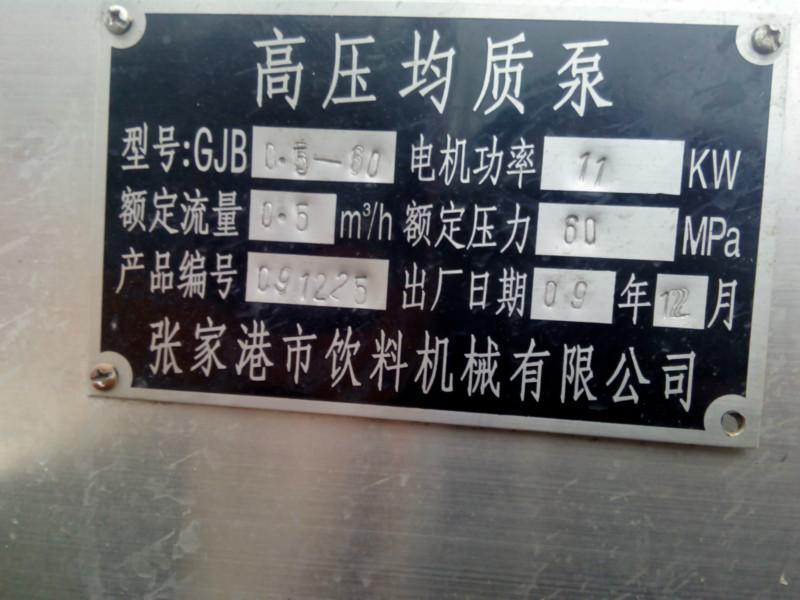 高压均质泵
型号:GJB 0.5-60 电机功率 11 KW
额定流量 0.5 m³/h 额定压力 60 MPa
产品编号 091225 出厂日期 09 年 12 月
张家港市饮料机械有限公司